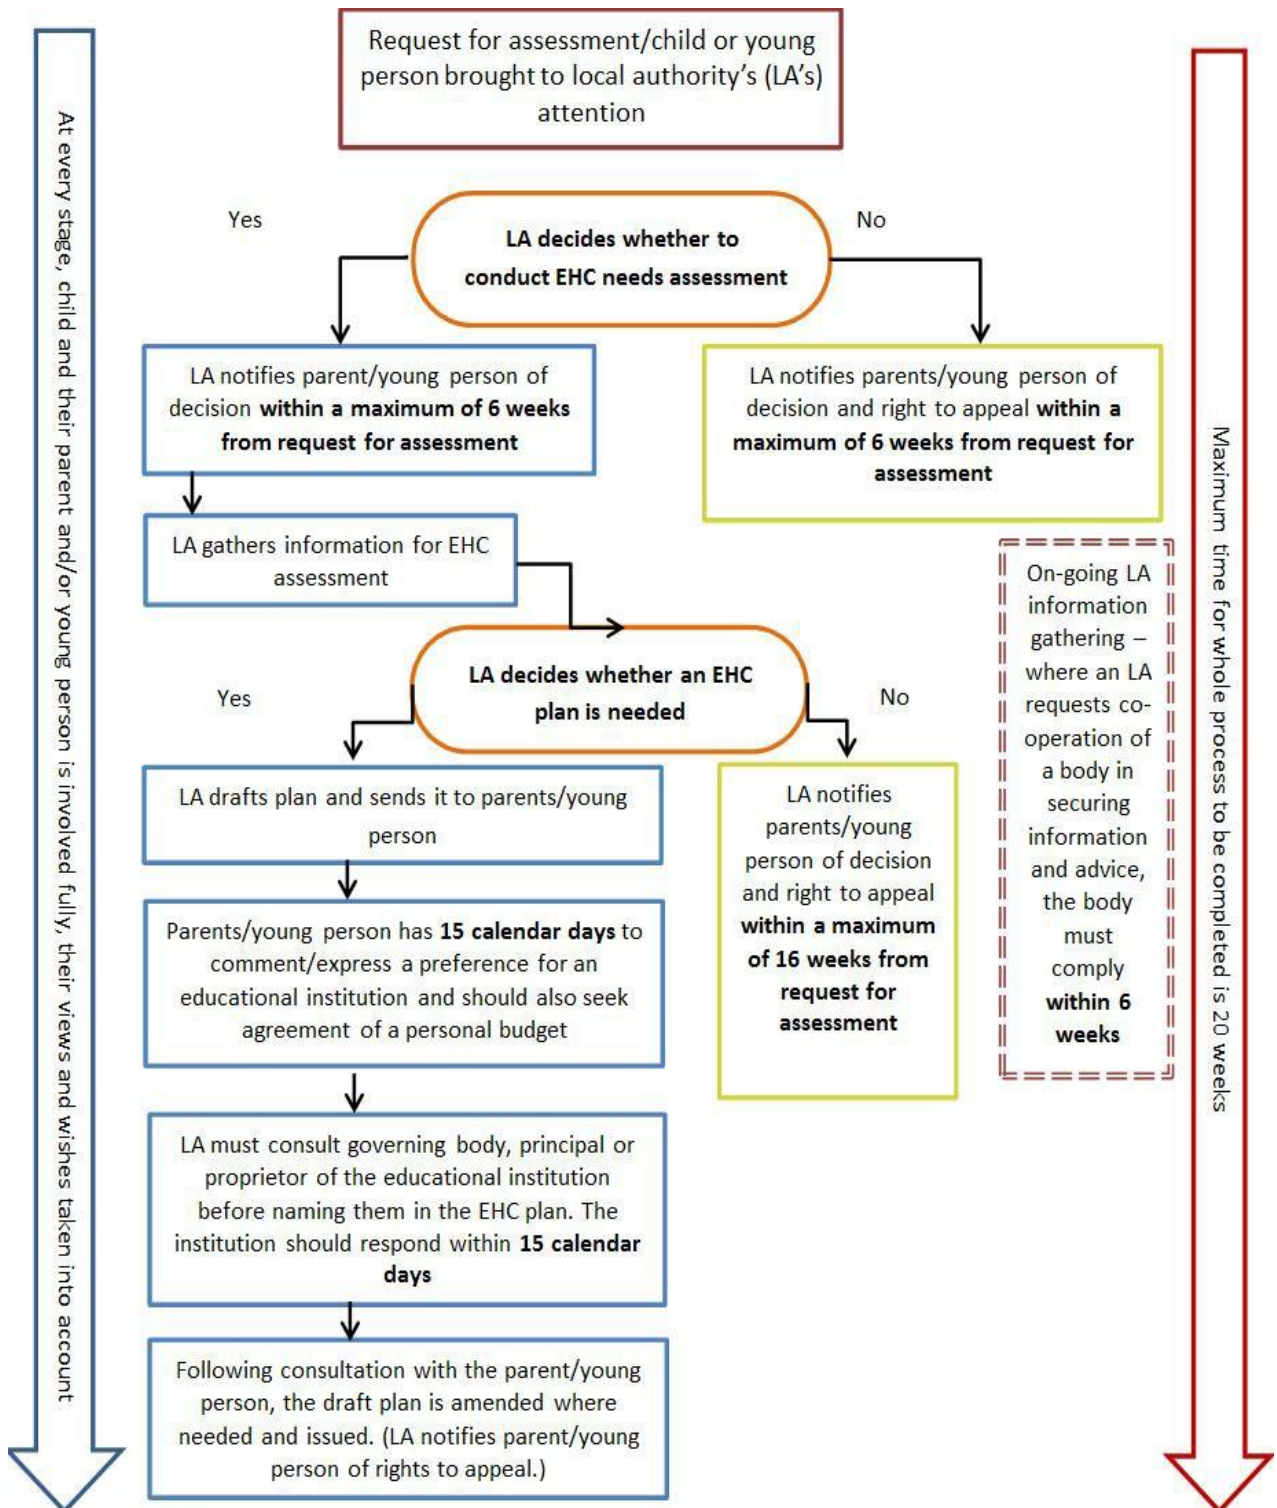 Request for assessment/child or young
person brought to local authority's (LA's)
attention
At every stage, child and their parent and/or young person is involved fully, their views and wishes taken into account
Maximum time for whole process to be completed is 20 weeks
Yes
No
LA decides whether to
conduct EHC needs assessment
LA notifies parent/young person of
decision within a maximum of 6 weeks
from request for assessment
LA notifies parents/young person of
decision and right to appeal within a
maximum of 6 weeks from request for
assessment
LA gathers information for EHC
assessment
On-going LA
information
gathering –
where an LA
requests co-
operation of
a body in
securing
information
and advice,
the body
must
comply
within 6
weeks
Yes
No
LA decides whether an EHC
plan is needed
LA drafts plan and sends it to parents/young
person
LA notifies
parents/young
person of decision
and right to appeal
within a maximum
of 16 weeks from
request for
assessment
Parents/young person has 15 calendar days to
comment/express a preference for an
educational institution and should also seek
agreement of a personal budget
LA must consult governing body, principal or
proprietor of the educational institution
before naming them in the EHC plan. The
institution should respond within 15 calendar
days
Following consultation with the parent/young
person, the draft plan is amended where
needed and issued. (LA notifies parent/young
person of rights to appeal.)